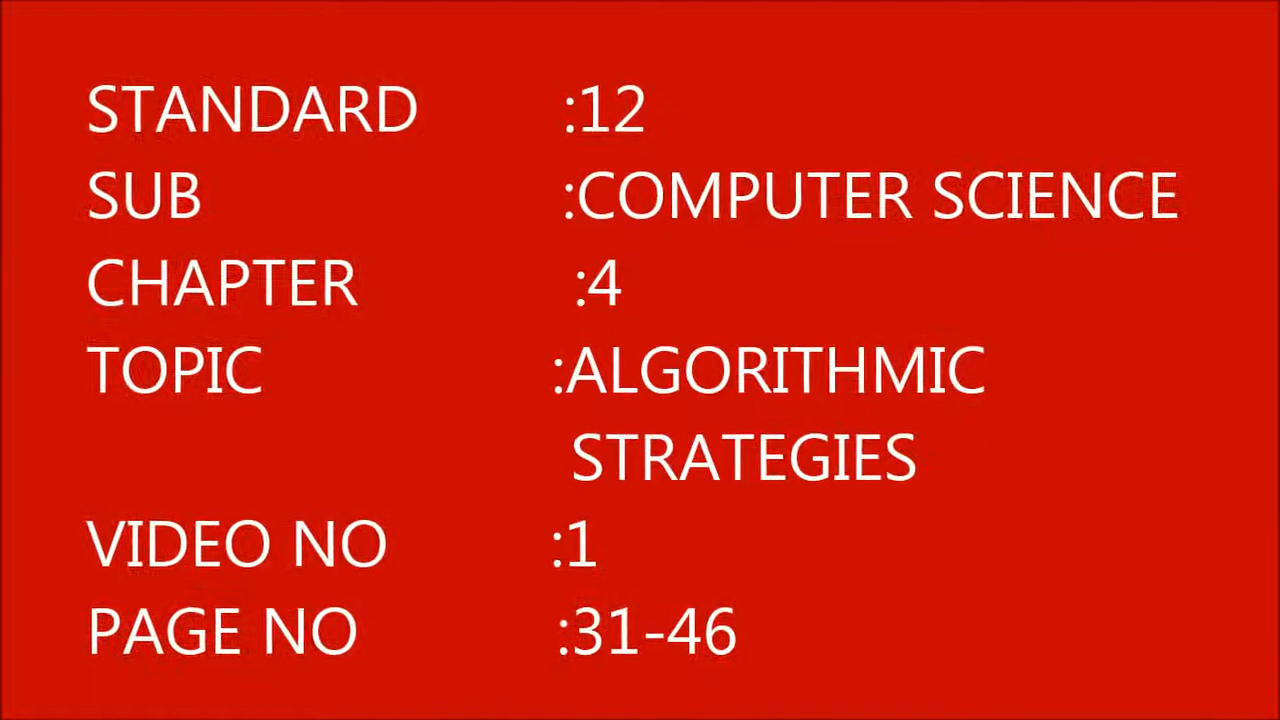 STANDARD :12
SUB :COMPUTER SCIENCE
CHAPTER :4
TOPIC :ALGORITHMIC
STRATEGIES
VIDEO NO :1
PAGE NO :31-46